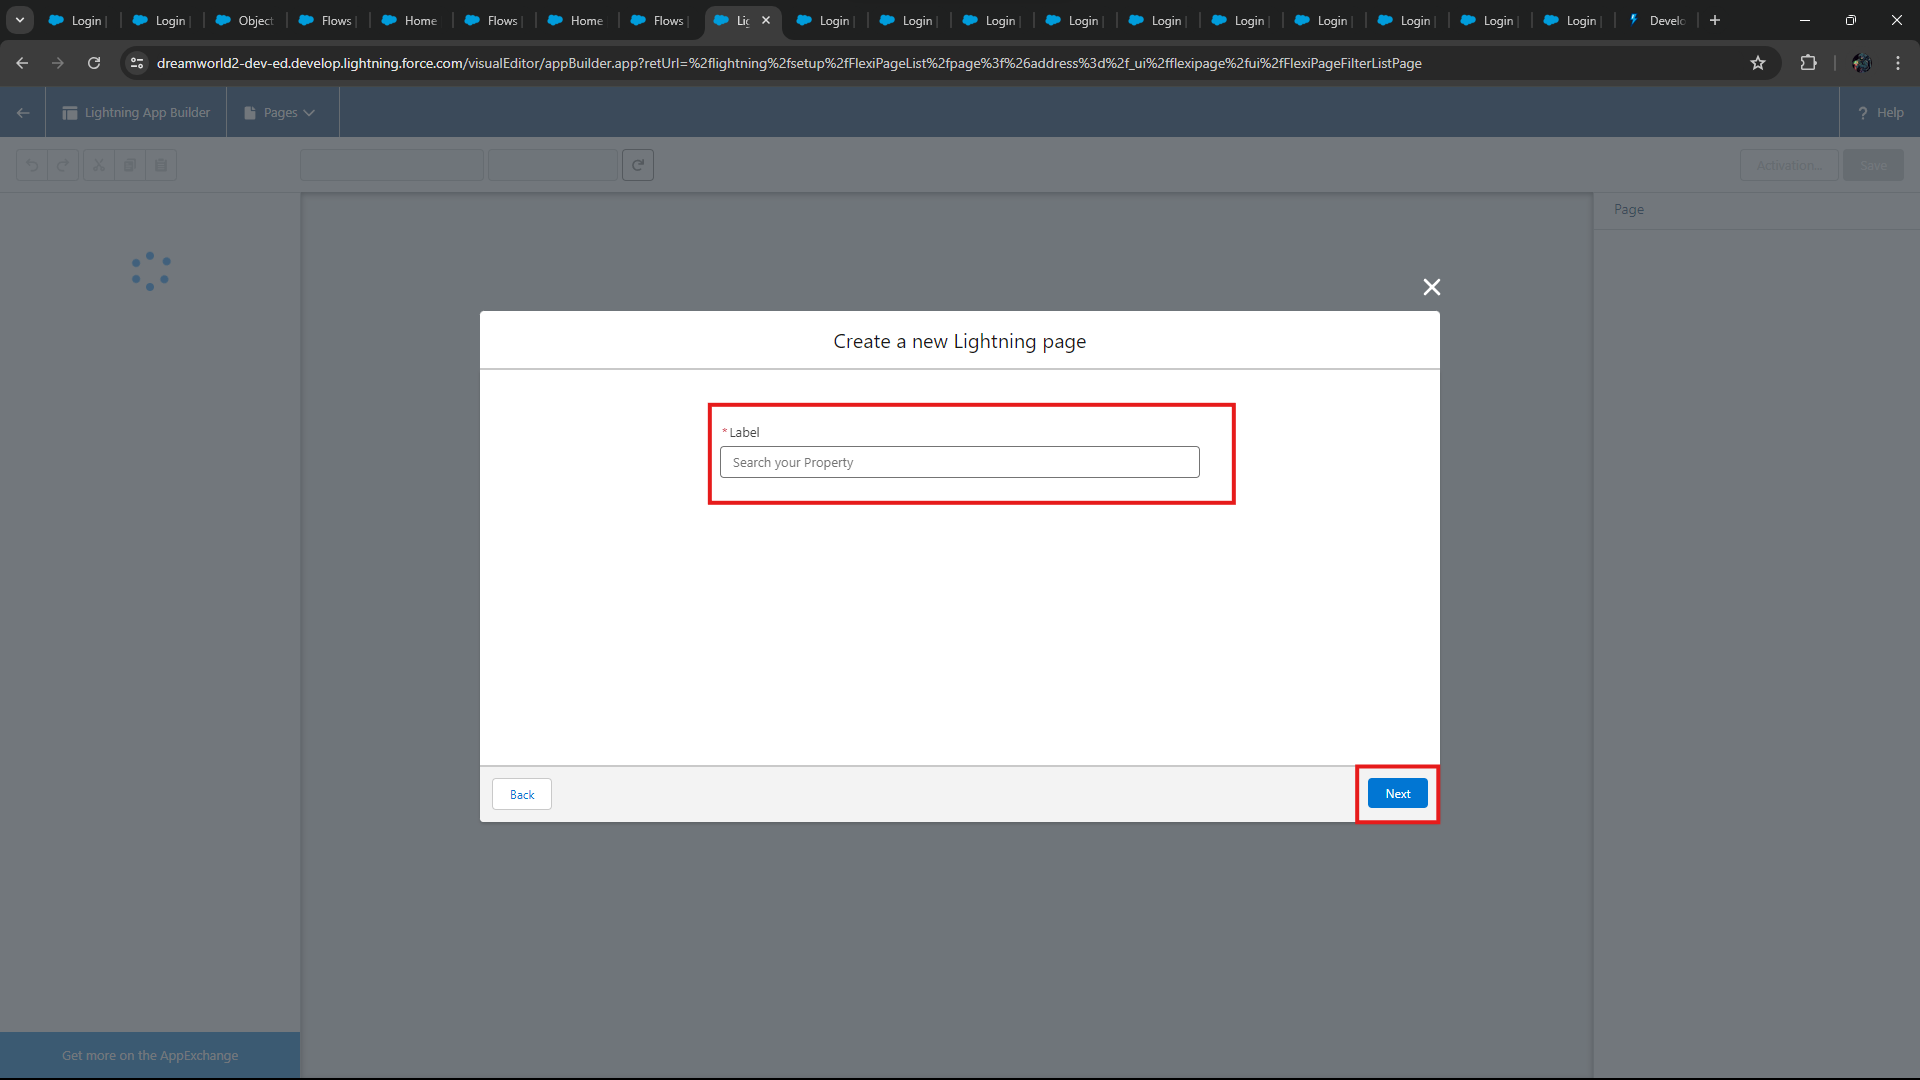 Login
Login
Object
Flows
Home
Flows
Home
Flows
Lig
Login
Login
Login
Login
Login
Login
Login
Login
Login
Login
Develo
dreamworld2-dev-ed.develop.lightning.force.com/visualEditor/appBuilder.app?retUrl=%2flightning%2fsetup%2fFlexiPageList%2fpage%3f%26address%3d%2f_ui%2fflexipage%2fui%2fFlexiPageFilterListPage
Lightning App Builder
Pages
? Help
Activation...
Save
Page
Create a new Lightning page
* Label
Search your Property
Back
Next
Get more on the AppExchange